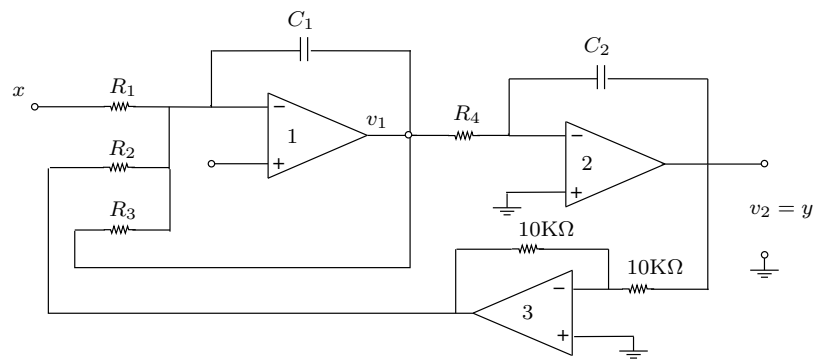 C₁
C₂
x
R₁
−
1
+
v₁
R₄
−
2
+
R₂
R₃
v₂ = y
10KΩ
10KΩ
−
3
+